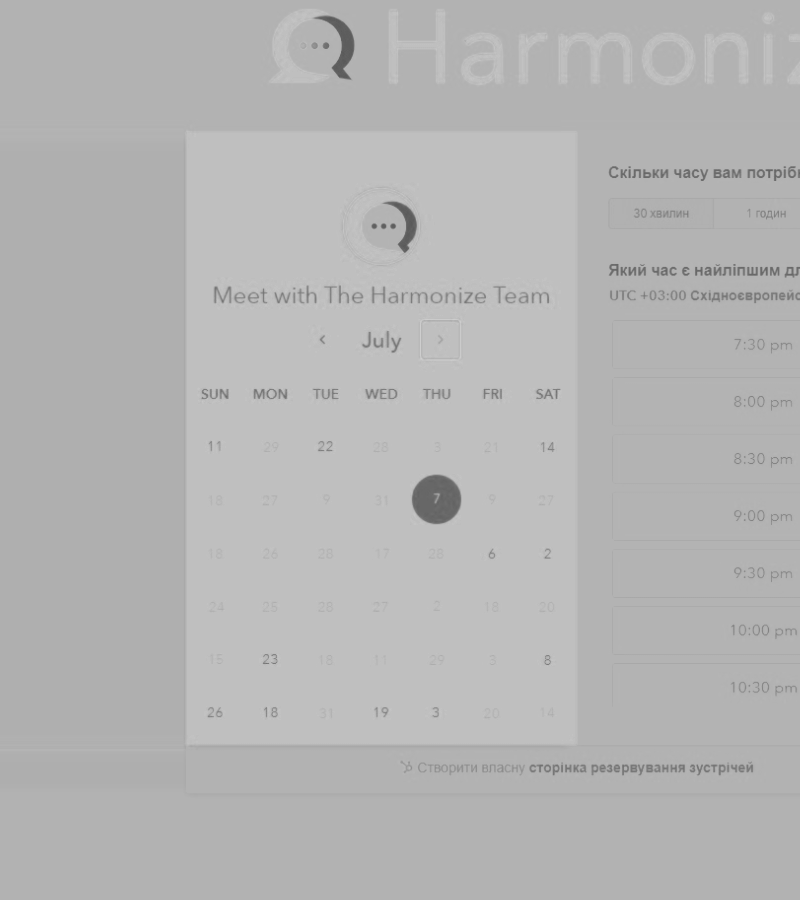 Harmoniz
Meet with The Harmonize Team
July
SUN MON TUE WED THU FRI SAT
11 29 22 28 3 21 14
18 27 9 31 7 9 27
18 26 28 17 28 6 2
24 25 28 27 2 18 20
15 23 18 11 29 3 8
26 18 31 19 3 20 14
Скільки часу вам потріб
30 хвилин 1 годин
Який час є найліпшим дл
UTC +03:00 Східноєвропейс
7:30 pm
8:00 pm
8:30 pm
9:00 pm
9:30 pm
10:00 pm
10:30 pm
Створити власну сторінка резервування зустрічей